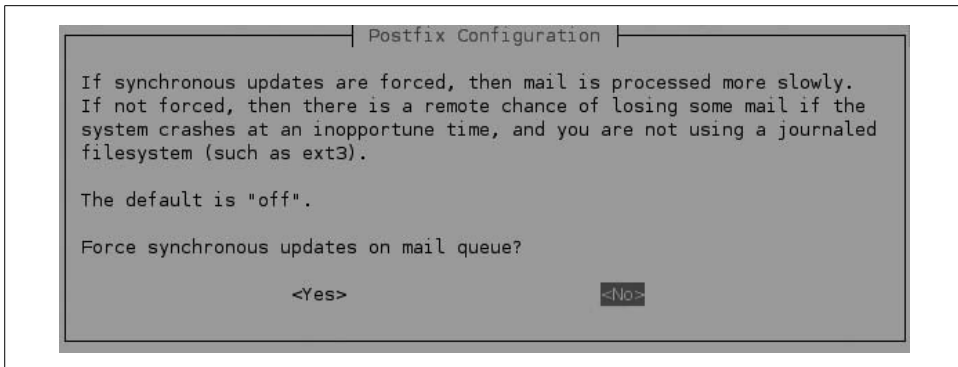 Postfix Configuration
If synchronous updates are forced, then mail is processed more slowly.
If not forced, then there is a remote chance of losing some mail if the
system crashes at an inopportune time, and you are not using a journaled
filesystem (such as ext3).
The default is "off".
Force synchronous updates on mail queue?
<Yes> <No>